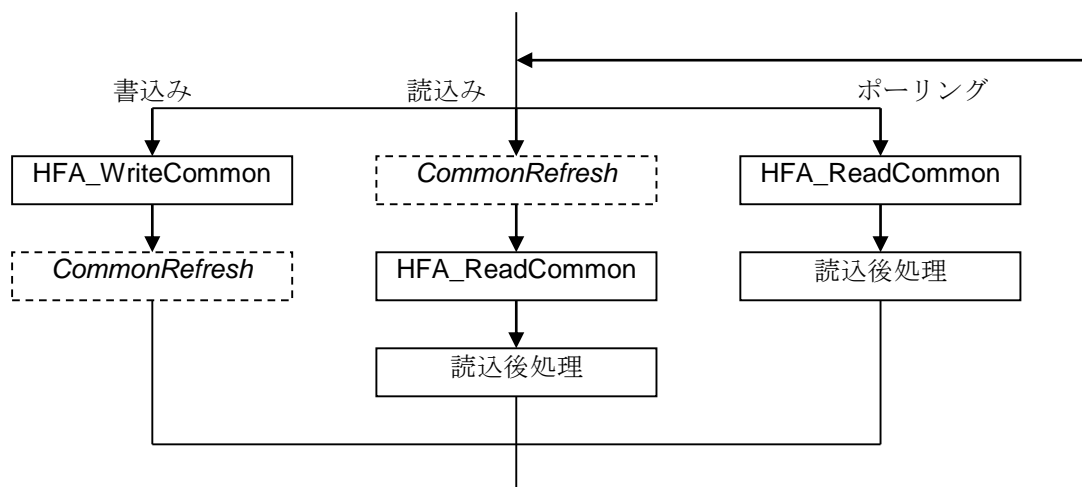 書込み
読込み
ポーリング
HFA_WriteCommon
CommonRefresh
HFA_ReadCommon
CommonRefresh
HFA_ReadCommon
読込後処理
読込後処理